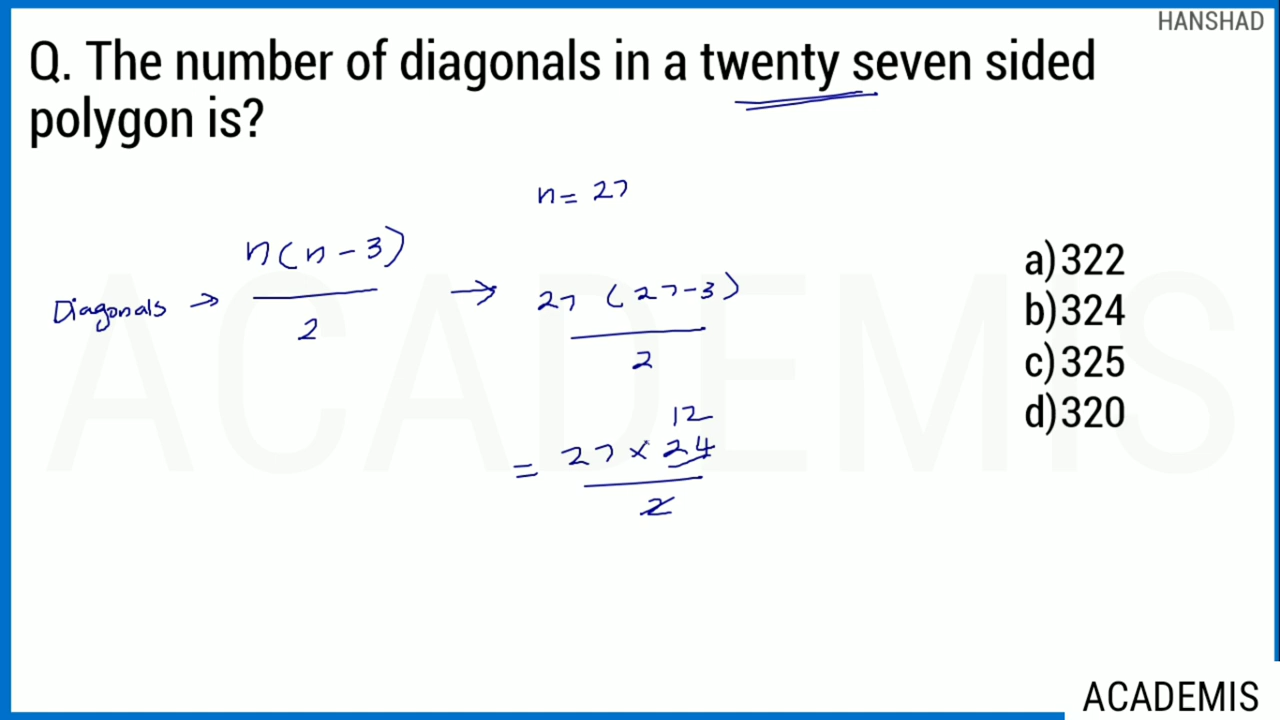 HANSHAD
Q. The number of diagonals in a twenty seven sided
polygon is?
n = 27
Diagonals → n(n-3)
2
→ 27 (27-3)
2
12
= 27 × 24
2
a)322
b)324
c)325
d)320
ACADEMIS
ACADEMIS